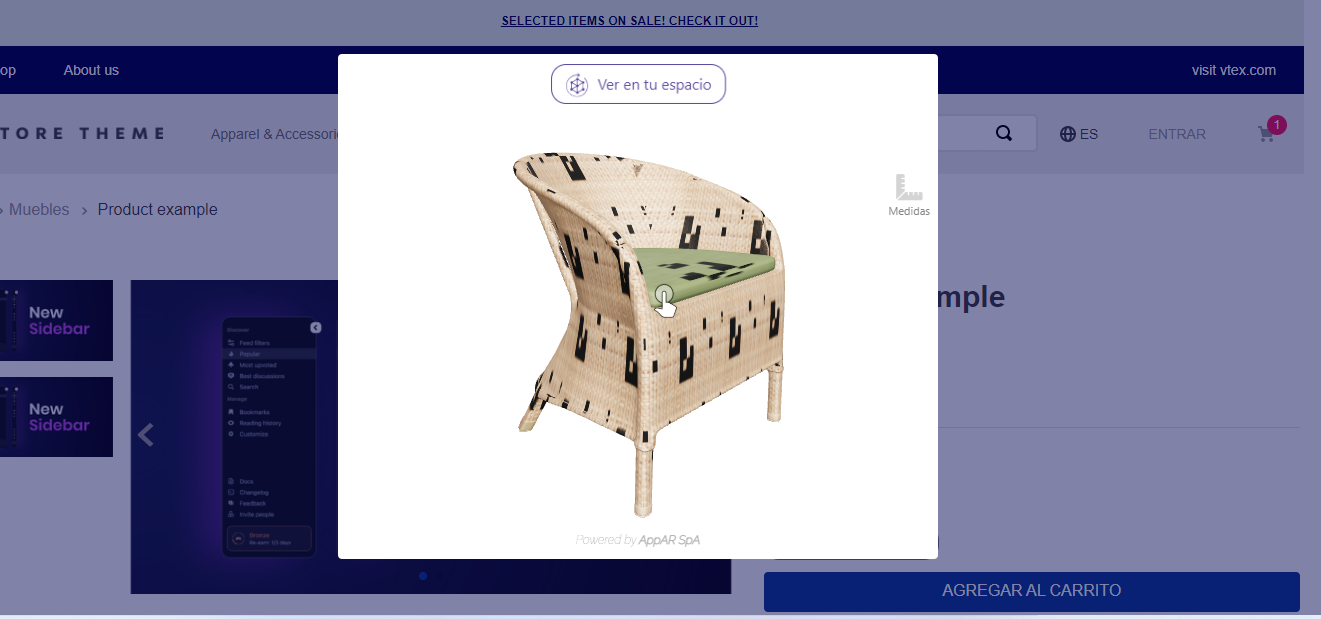 SELECTED ITEMS ON SALE! CHECK IT OUT!
op About us visit vtex.com
Ver en tu espacio
TORE THEME Apparel & Accessori ES ENTRAR 1
Medidas
› Muebles › Product example
mple
New
Sidebar
New
Sidebar
Discover
Feed filters
Popular
Most upvoted
Best discussions
Search
Manage
Bookmarks
Reading history
Customize
Docs
Changelog
Feedback
Invite people
Bronze
Powered by AppAR SpA
AGREGAR AL CARRITO